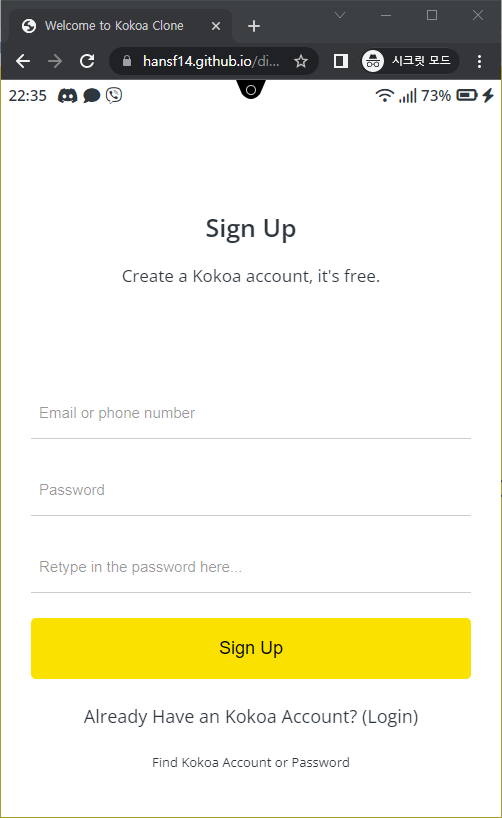 Welcome to Kokoa Clone
hansf14.github.io/di...
시크릿 모드
22:35 73%
Sign Up
Create a Kokoa account, it's free.
Email or phone number
Password
Retype in the password here...
Sign Up
Already Have an Kokoa Account? (Login)
Find Kokoa Account or Password